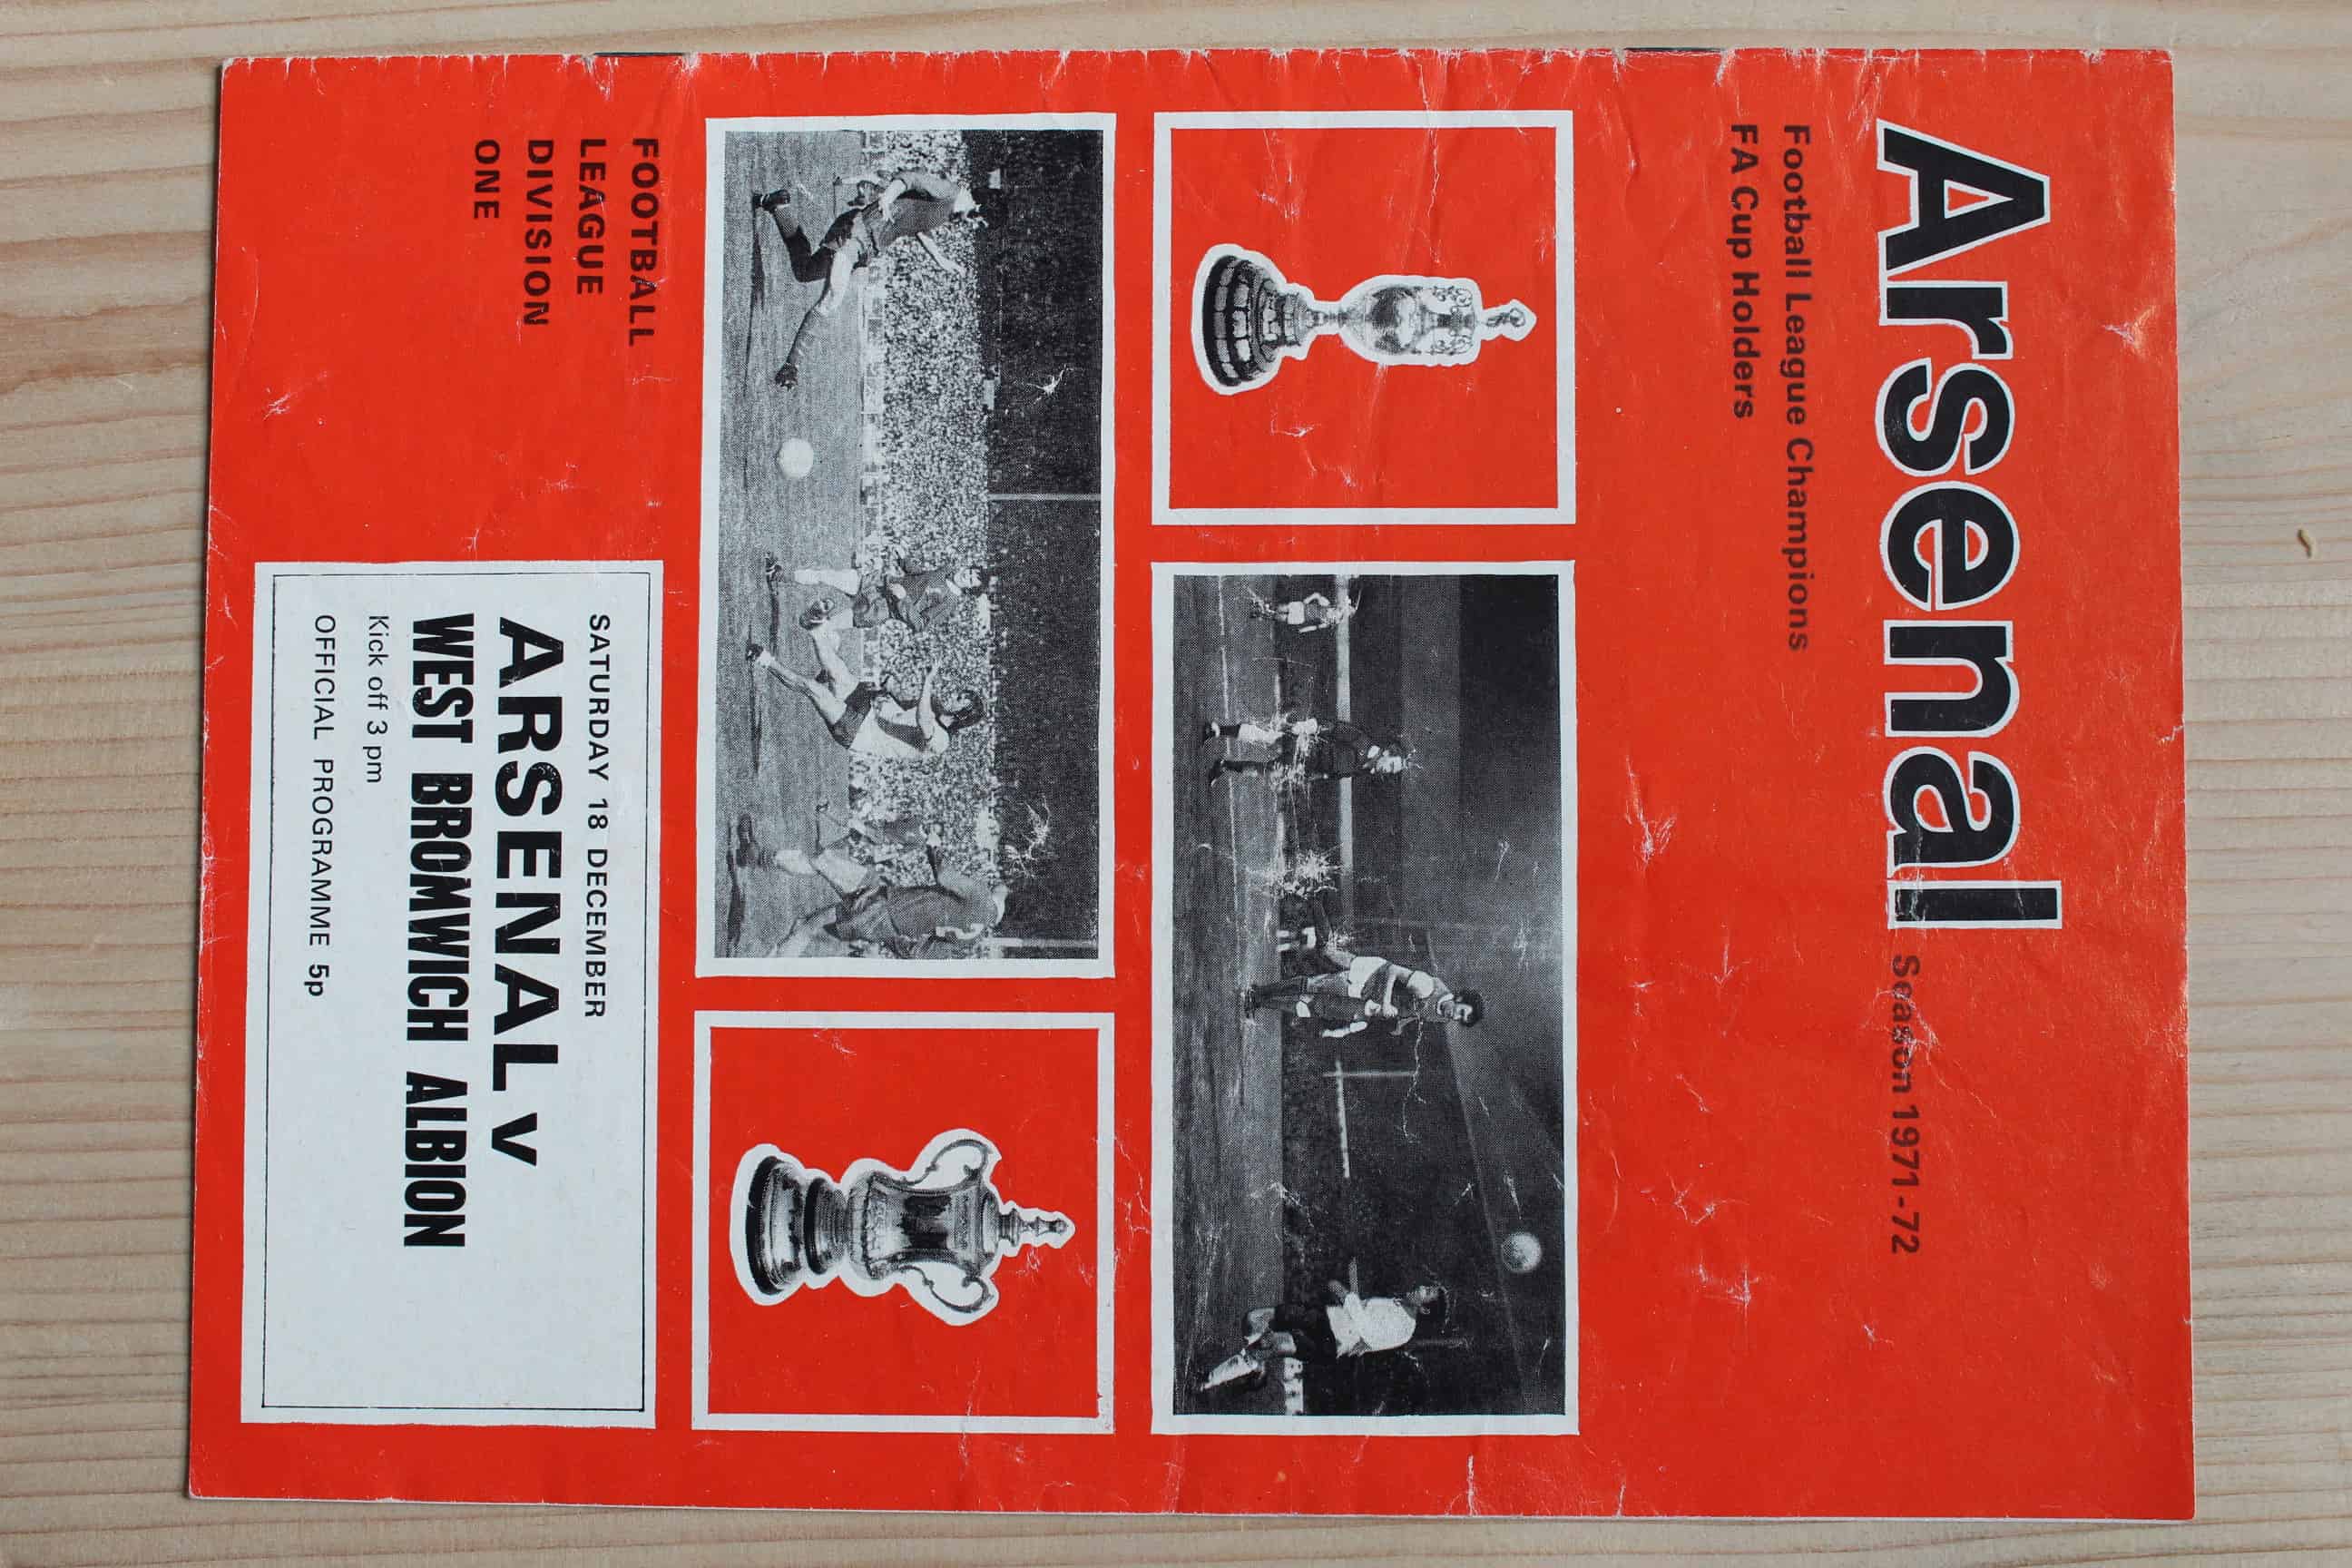 Arsenal Season 1971-72
Football League Champions
FA Cup Holders
FOOTBALL
LEAGUE
DIVISION
ONE
SATURDAY 18 DECEMBER
ARSENAL v
WEST BROMWICH ALBION
Kick off 3 pm
OFFICIAL PROGRAMME 5p